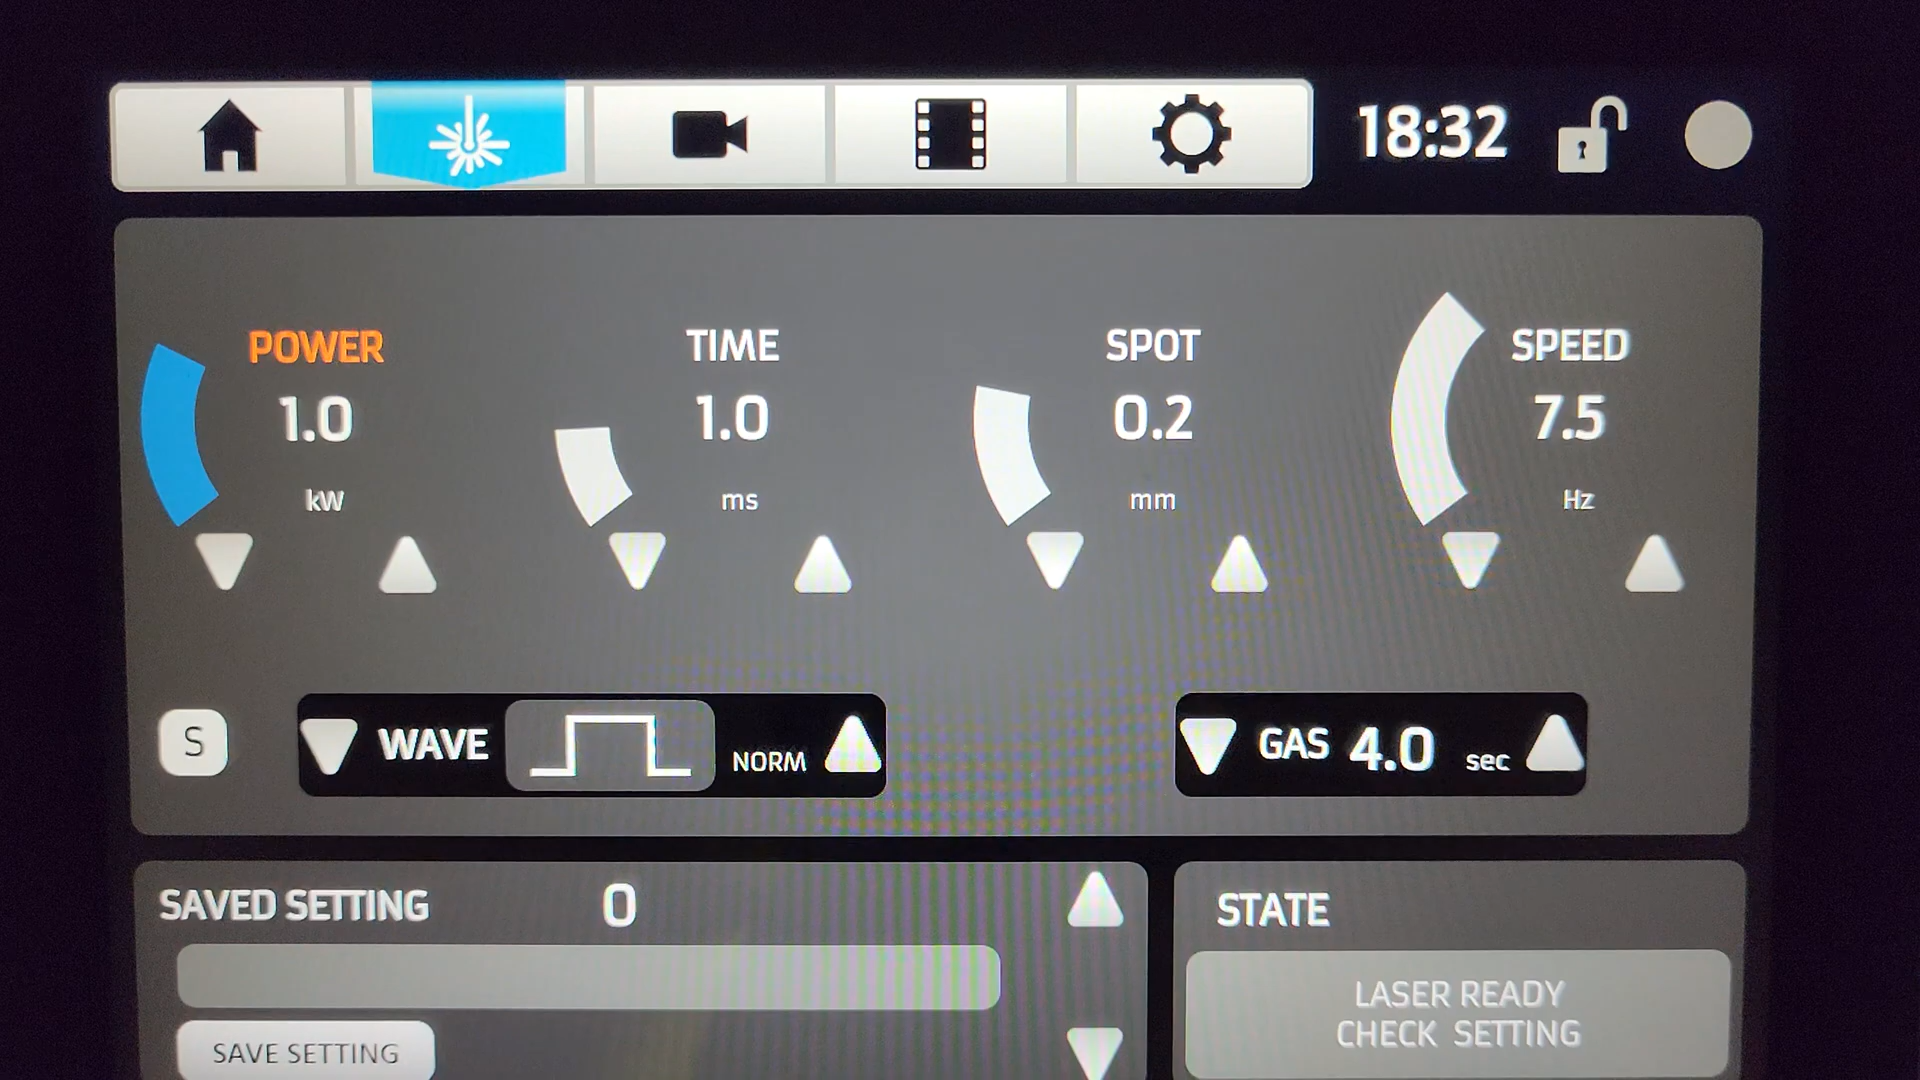 18:32
POWER TIME SPOT SPEED
1.0 1.0 0.2 7.5
kW ms mm Hz
S WAVE NORM GAS 4.0 sec
SAVED SETTING 0
STATE
LASER READY
CHECK SETTING
SAVE SETTING